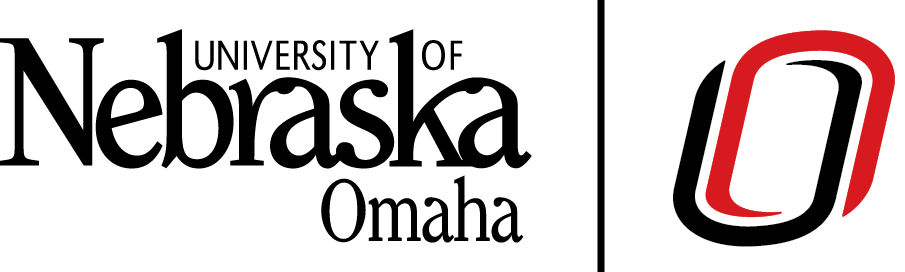 UNIVERSITY OF
Nebraska
Omaha
O